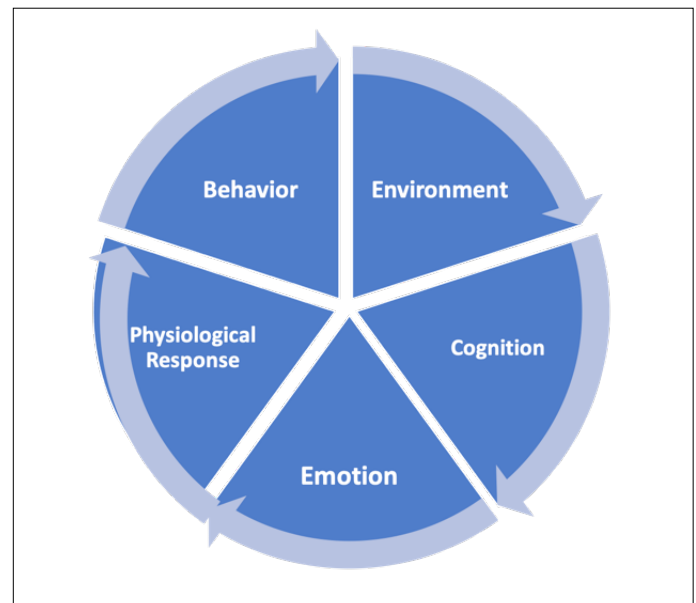 Behavior
Environment
Physiological
Response
Cognition
Emotion